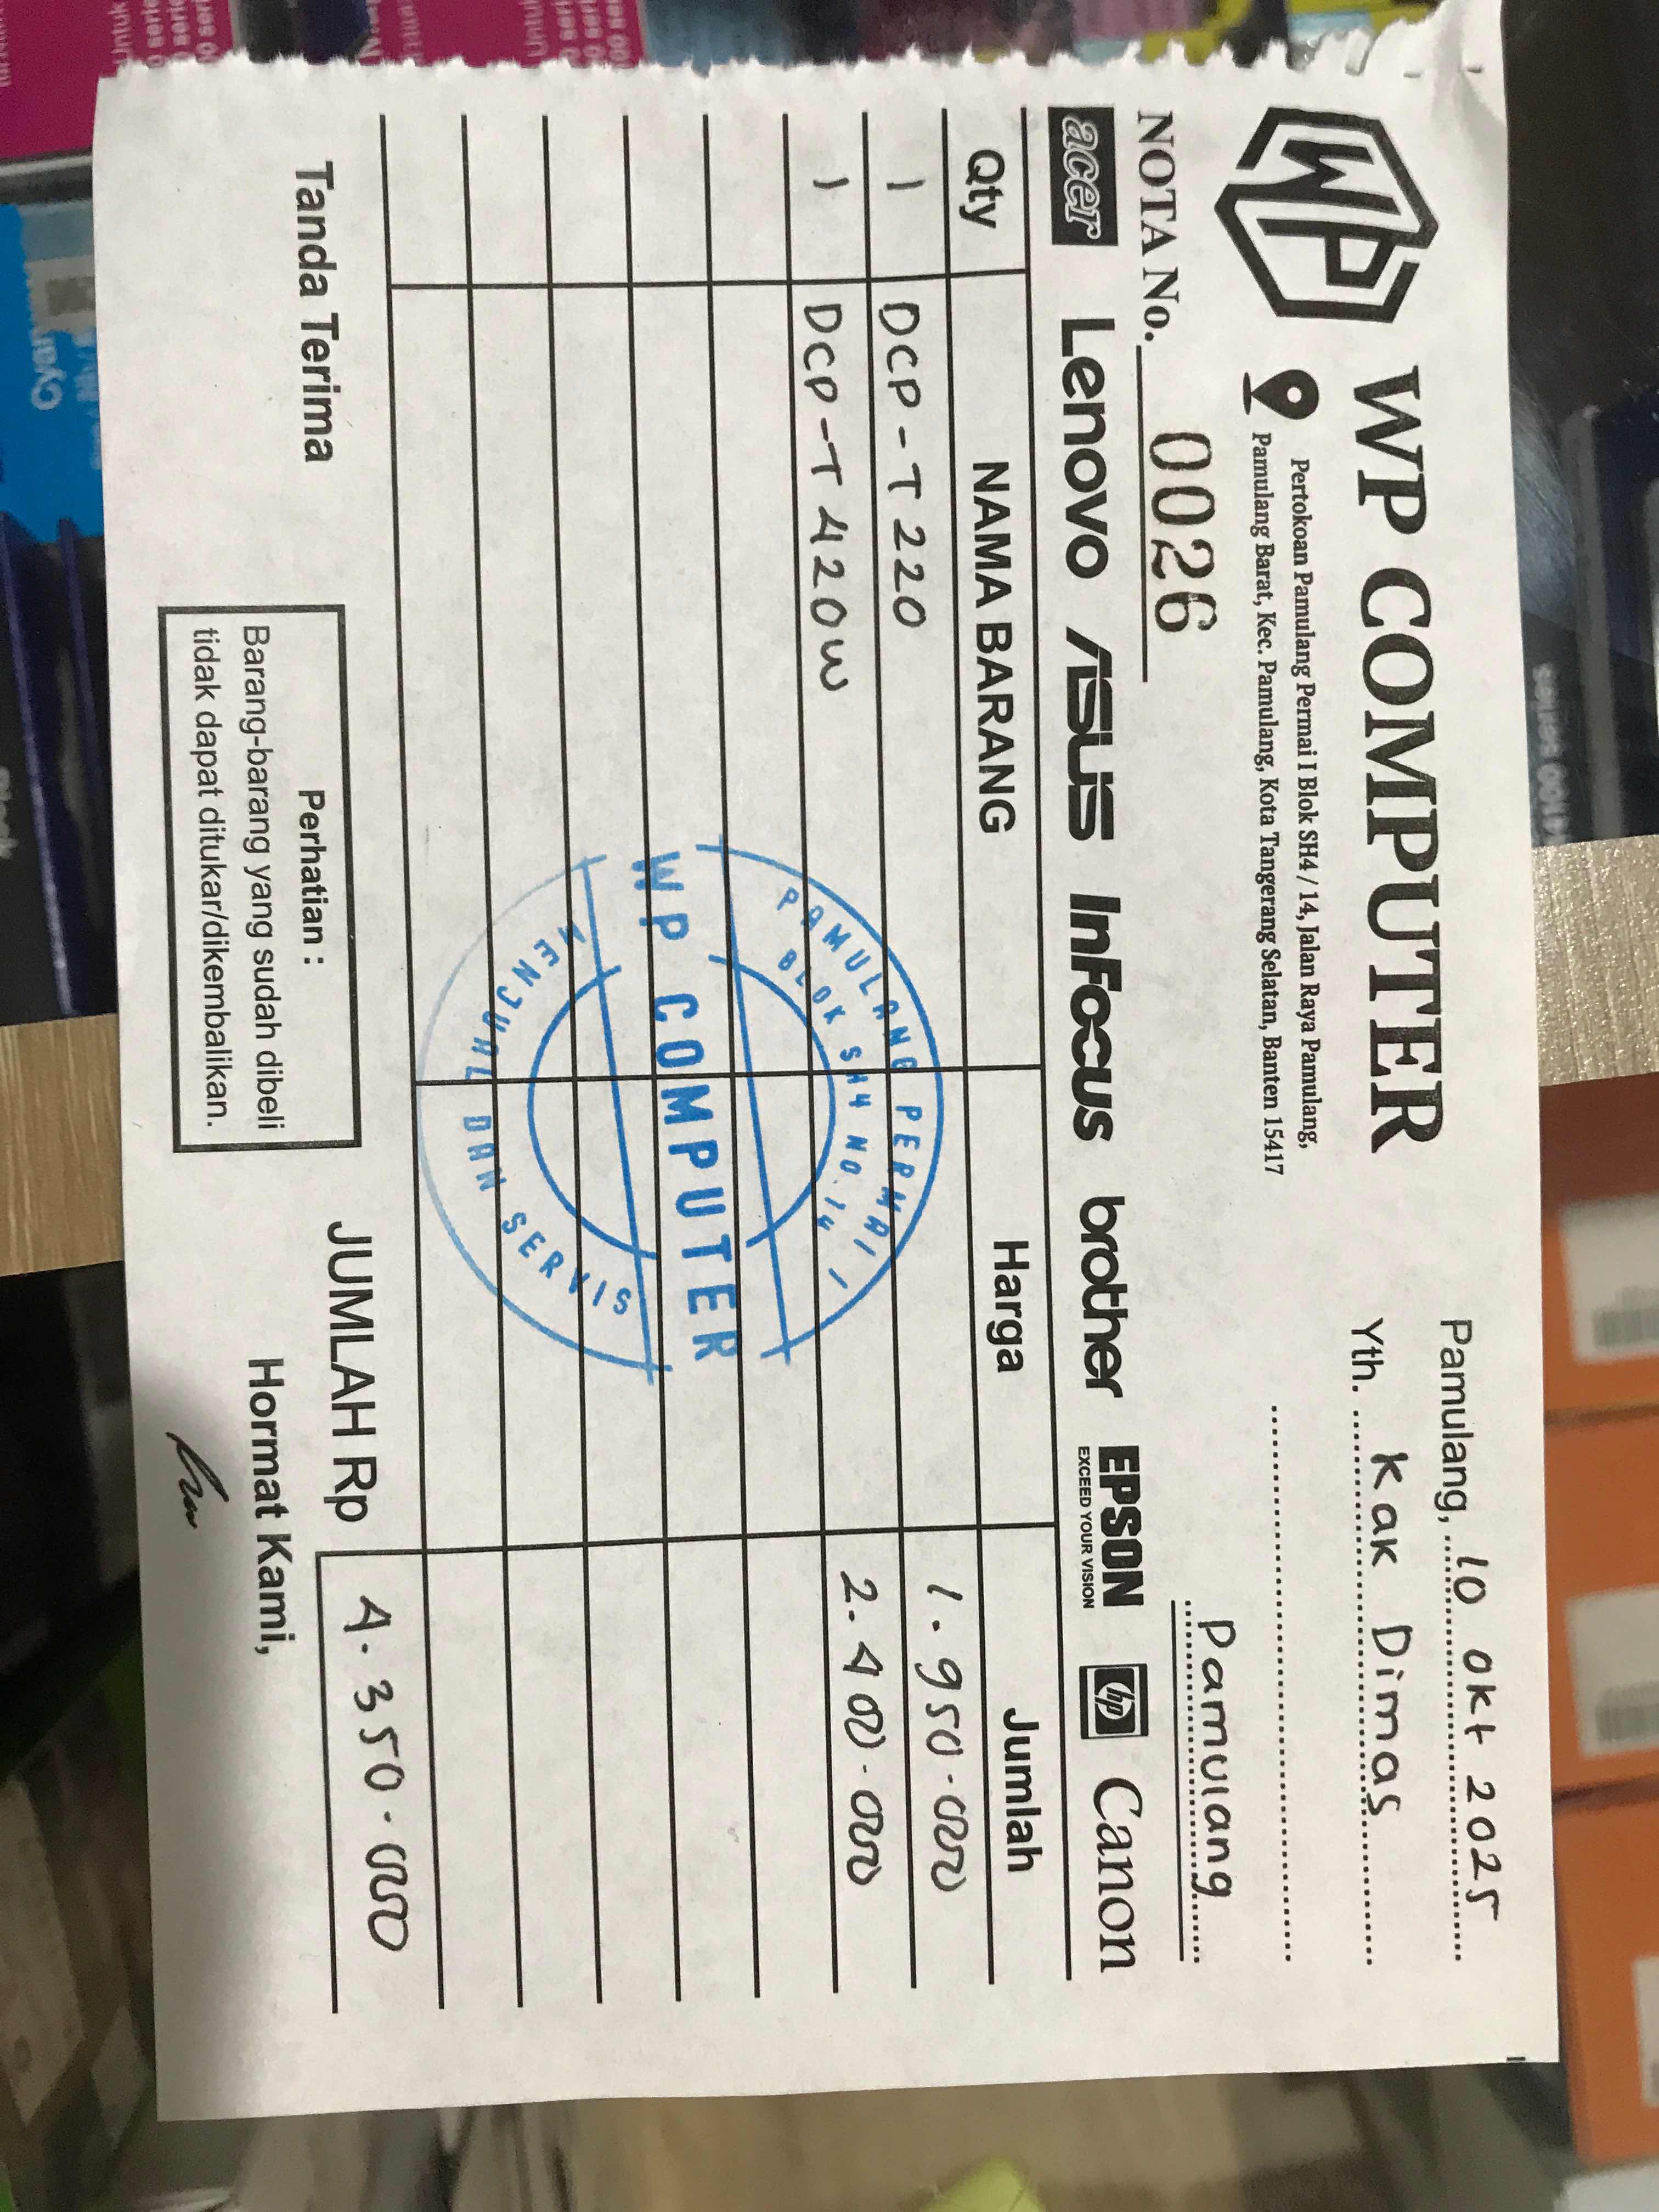 WP COMPUTER
Pertokoan Pamulang Permai I Blok SH4 / 14, Jalan Raya Pamulang,
Pamulang Barat, Kec. Pamulang, Kota Tangerang Selatan, Banten 15417
Pamulang, 10 Okt 2025
Yth. Kak Dimas
Pamulang
NOTA No. 0026
acer Lenovo ASUS InFocus brother EPSON EXCEED YOUR VISION hp Canon
Qty NAMA BARANG Harga Jumlah
1 DCP-T220 1.950.000
1 DCP-T420W 2.400.000
PAMULANG PERMAI I
BLOK SH4 NO.14
WP COMPUTER
MENJUAL DAN SERVIS
JUMLAH Rp 4.350.000
Tanda Terima
Perhatian :
Barang-barang yang sudah dibeli
tidak dapat ditukar/dikembalikan.
Hormat Kami,